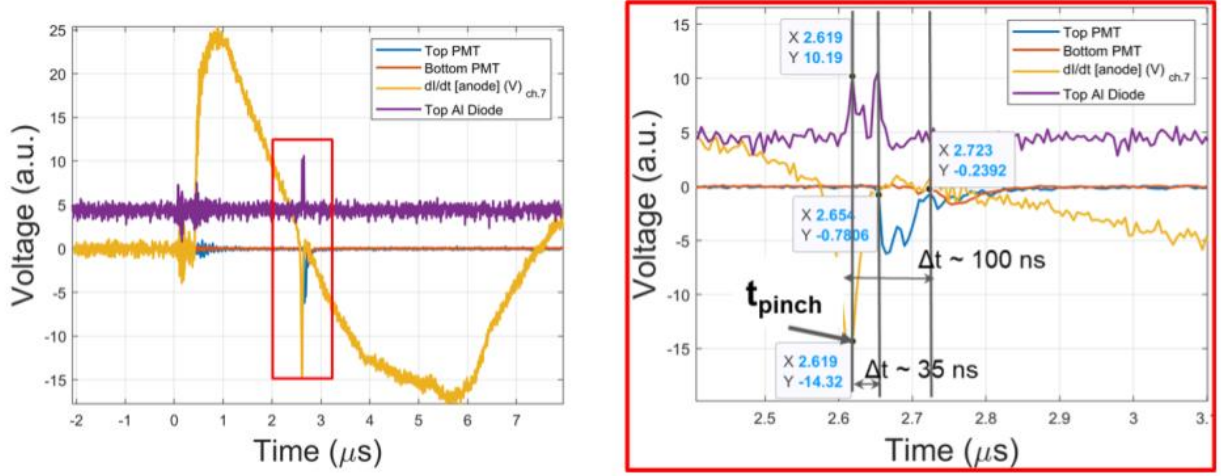 25
20
15
10
5
0
-5
-10
-15
-2 -1 0 1 2 3 4 5 6 7
Voltage (a.u.)
Time (μs)
Top PMT
Bottom PMT
dI/dt [anode] (V) ch.7
Top Al Diode
15
10
5
0
-5
-10
-15
2.5 2.6 2.7 2.8 2.9 3 3.1
Voltage (a.u.)
Time (μs)
Top PMT
Bottom PMT
dI/dt [anode] (V) ch.7
Top Al Diode
X 2.619
Y 10.19
X 2.723
Y -0.2392
X 2.654
Y -0.7806
Δt ~ 100 ns
tpinch
X 2.619
Y -14.32
Δt ~ 35 ns